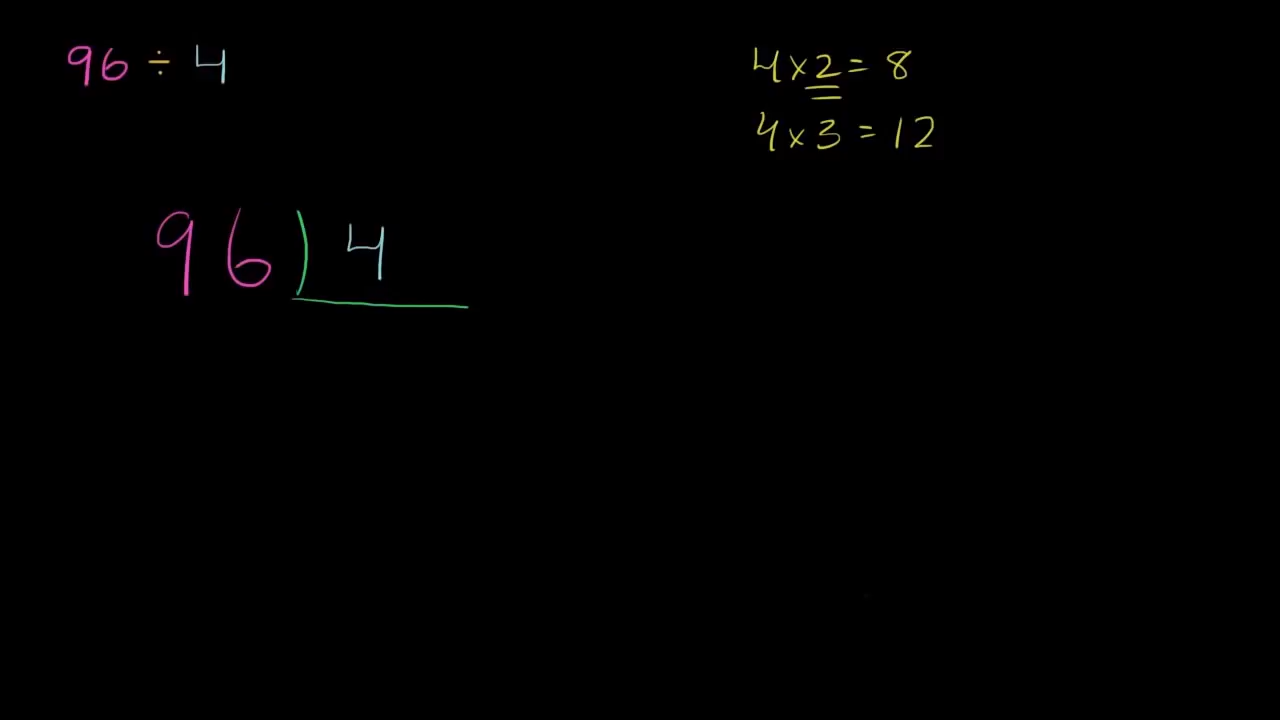 96 ÷ 4
4 × 2 = 8
4 × 3 = 12
96 ) 4